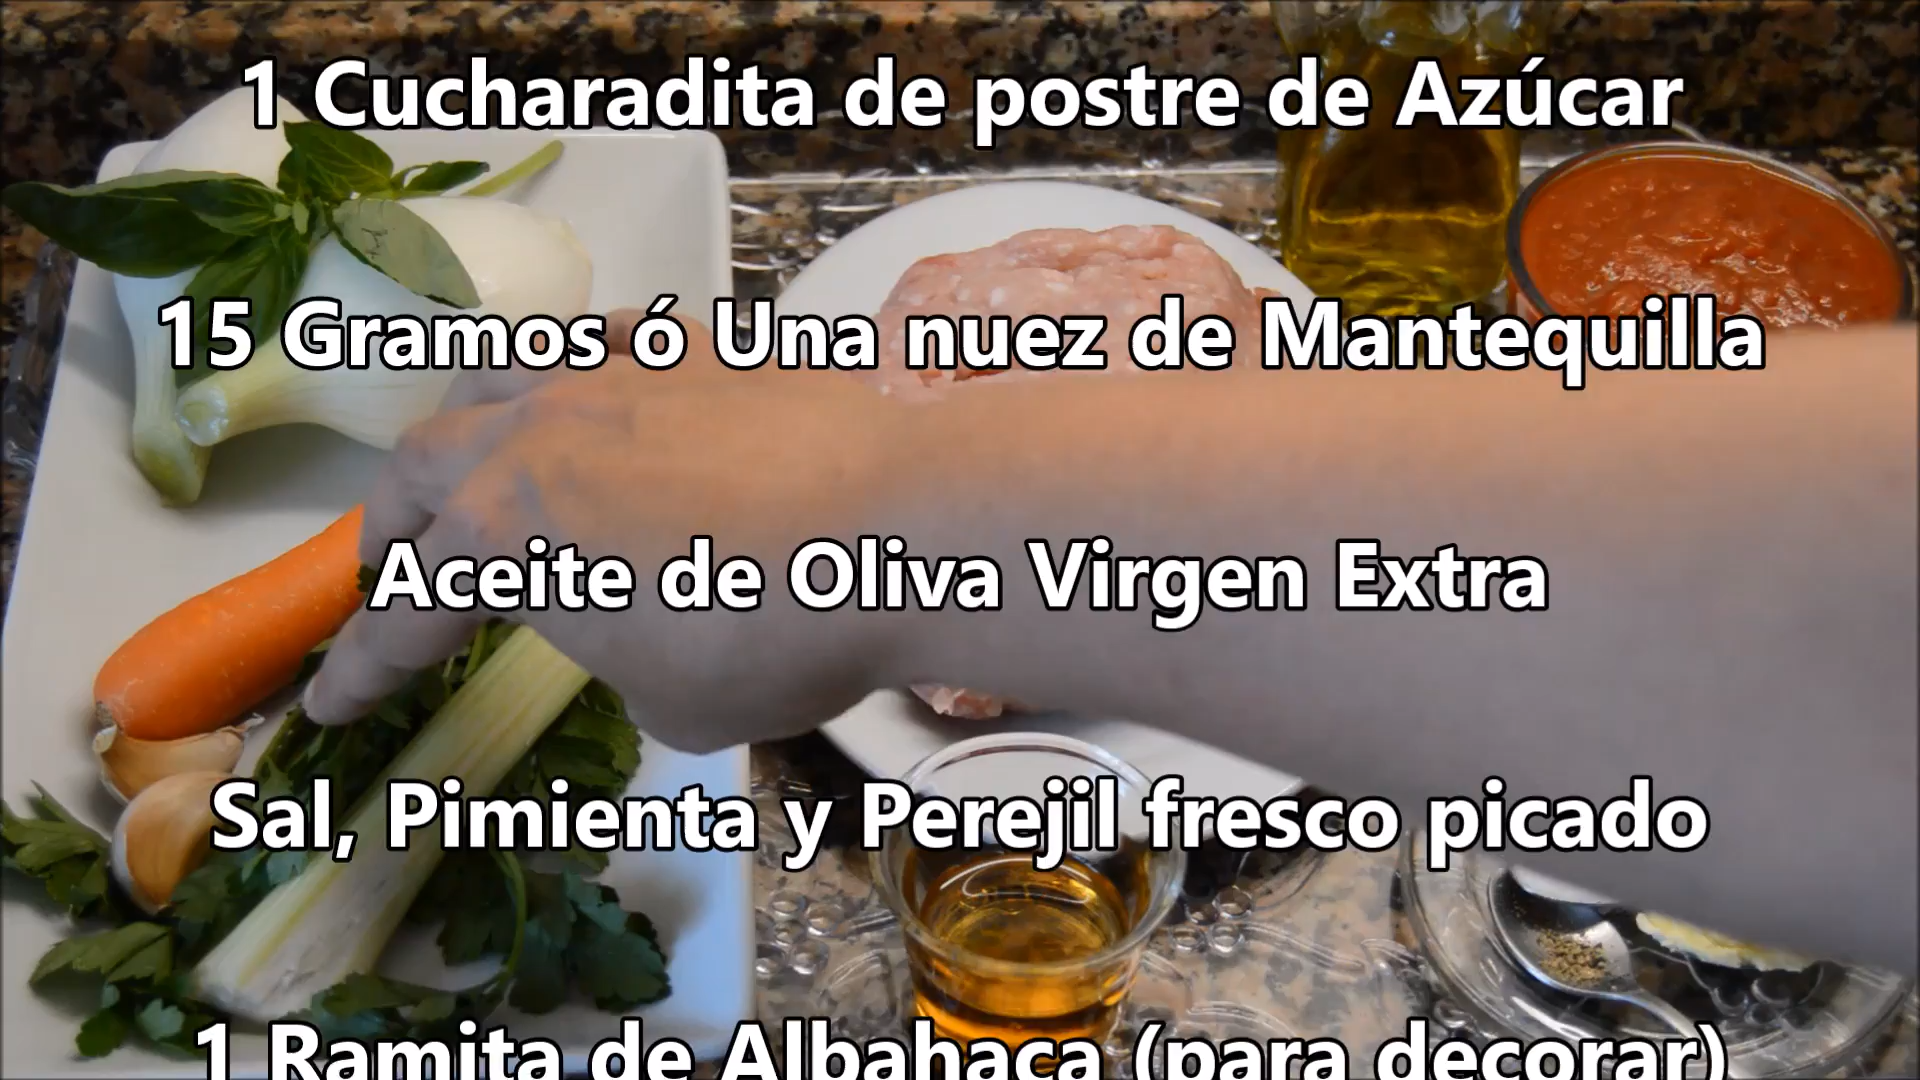 1 Cucharadita de postre de Azúcar
15 Gramos ó Una nuez de Mantequilla
Aceite de Oliva Virgen Extra
Sal, Pimienta y Perejil fresco picado
1 Ramita de Albahaca (para decorar)